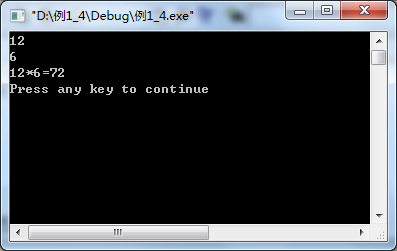 "D:\例1_4\Debug\例1_4.exe"
12
6
12*6=72
Press any key to continue